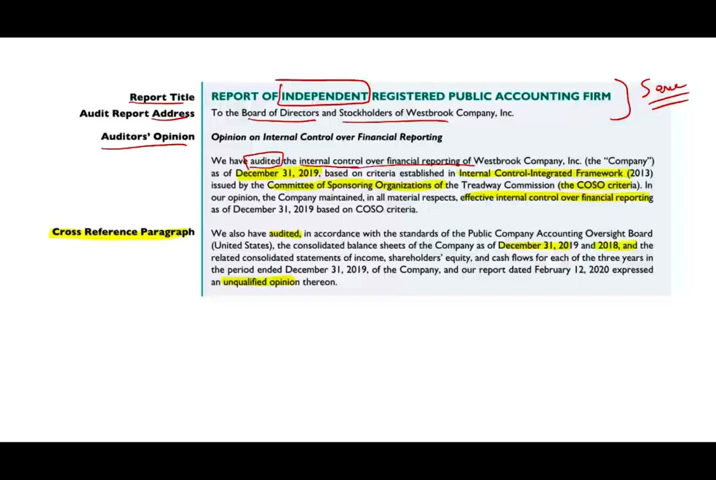 Report Title
REPORT OF INDEPENDENT REGISTERED PUBLIC ACCOUNTING FIRM
Same
Audit Report Address
To the Board of Directors and Stockholders of Westbrook Company, Inc.
Auditors' Opinion
Opinion on Internal Control over Financial Reporting
We have audited the internal control over financial reporting of Westbrook Company, Inc. (the “Company”)
as of December 31, 2019, based on criteria established in Internal Control-Integrated Framework (2013)
issued by the Committee of Sponsoring Organizations of the Treadway Commission (the COSO criteria). In
our opinion, the Company maintained, in all material respects, effective internal control over financial reporting
as of December 31, 2019 based on COSO criteria.
Cross Reference Paragraph
We also have audited, in accordance with the standards of the Public Company Accounting Oversight Board
(United States), the consolidated balance sheets of the Company as of December 31, 2019 and 2018, and the
related consolidated statements of income, shareholders' equity, and cash flows for each of the three years in
the period ended December 31, 2019, of the Company, and our report dated February 12, 2020 expressed
an unqualified opinion thereon.